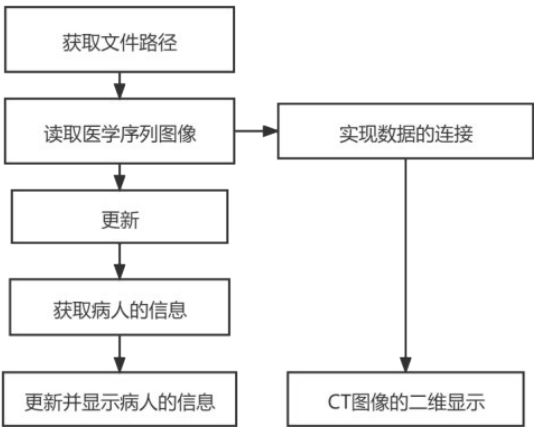 获取文件路径
读取医学序列图像
实现数据的连接
更新
获取病人的信息
更新并显示病人的信息
CT图像的二维显示